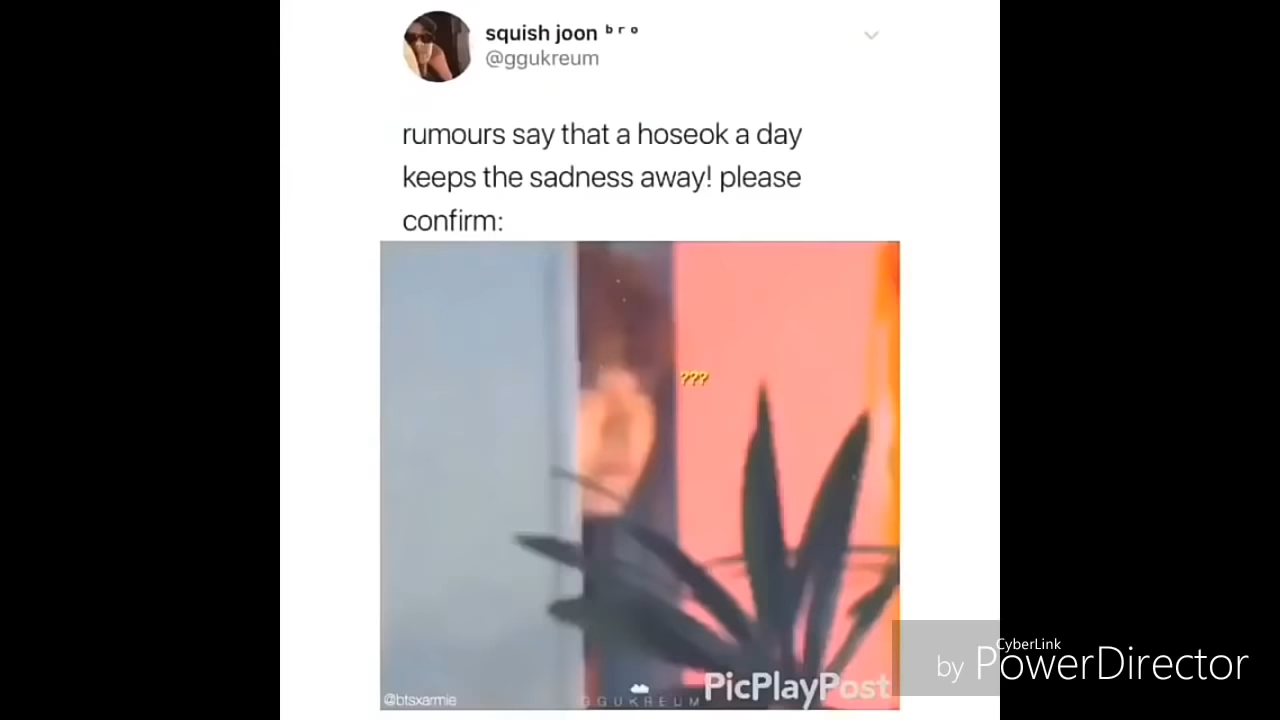 squish joon ᵇʳᵒ
@ggukreum
rumours say that a hoseok a day
keeps the sadness away! please
confirm:
???
@btsxarmie
GGUKREUM
PicPlayPost
CyberLink
by PowerDirector